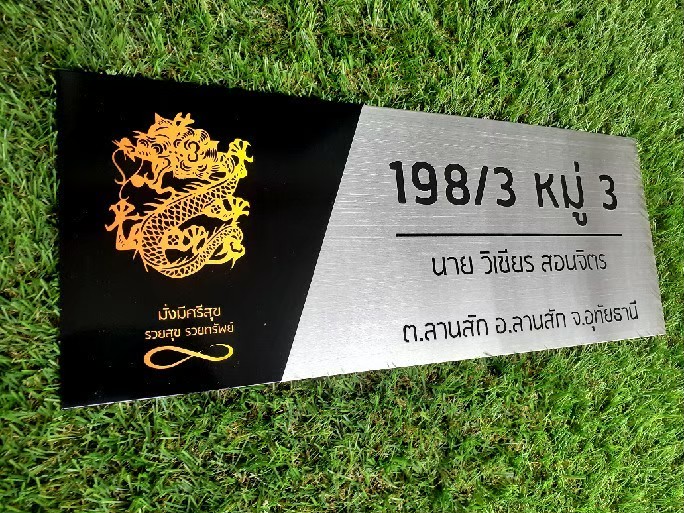 มั่งมีศรีสุข
รวยสุข รวยทรัพย์
198/3 หมู่ 3
นาย วิเชียร สอนจิตร
ต.ลานสัก อ.ลานสัก จ.อุทัยธานี